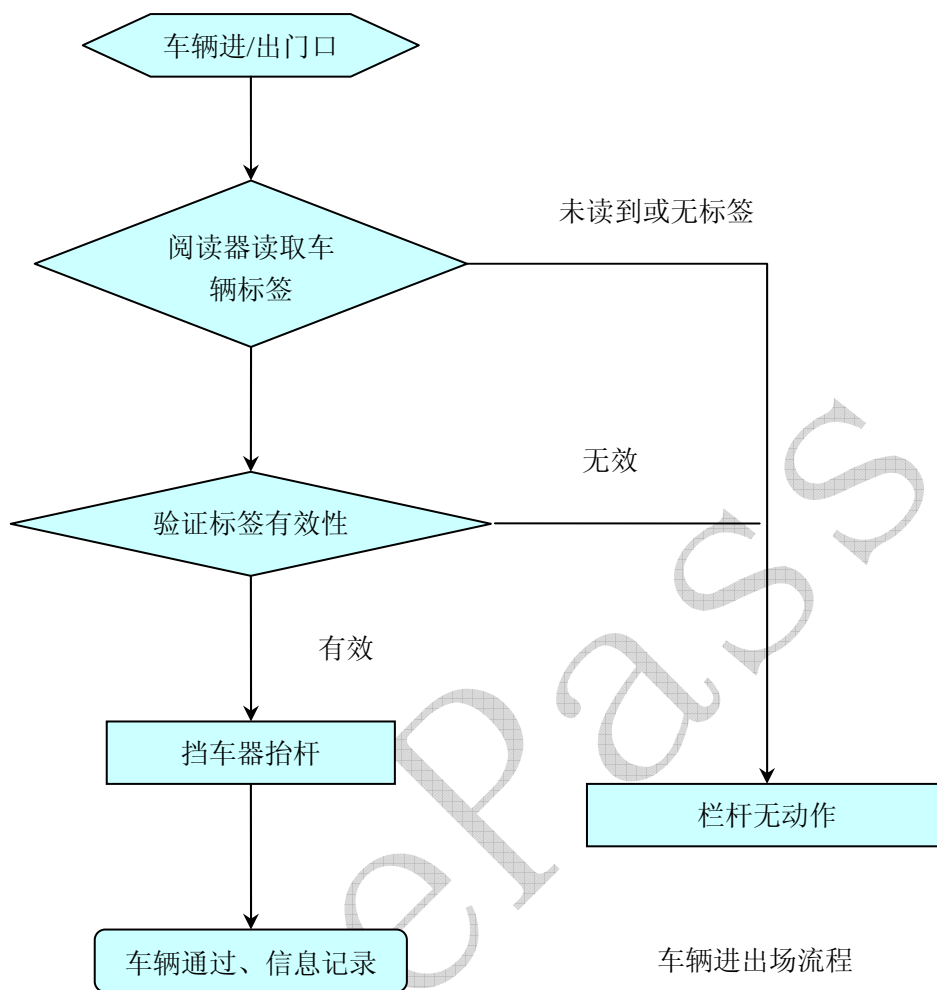 车辆进/出门口
未读到或无标签
阅读器读取车
辆标签
无效
验证标签有效性
有效
挡车器抬杆
栏杆无动作
车辆通过、信息记录
车辆进出场流程
ePass